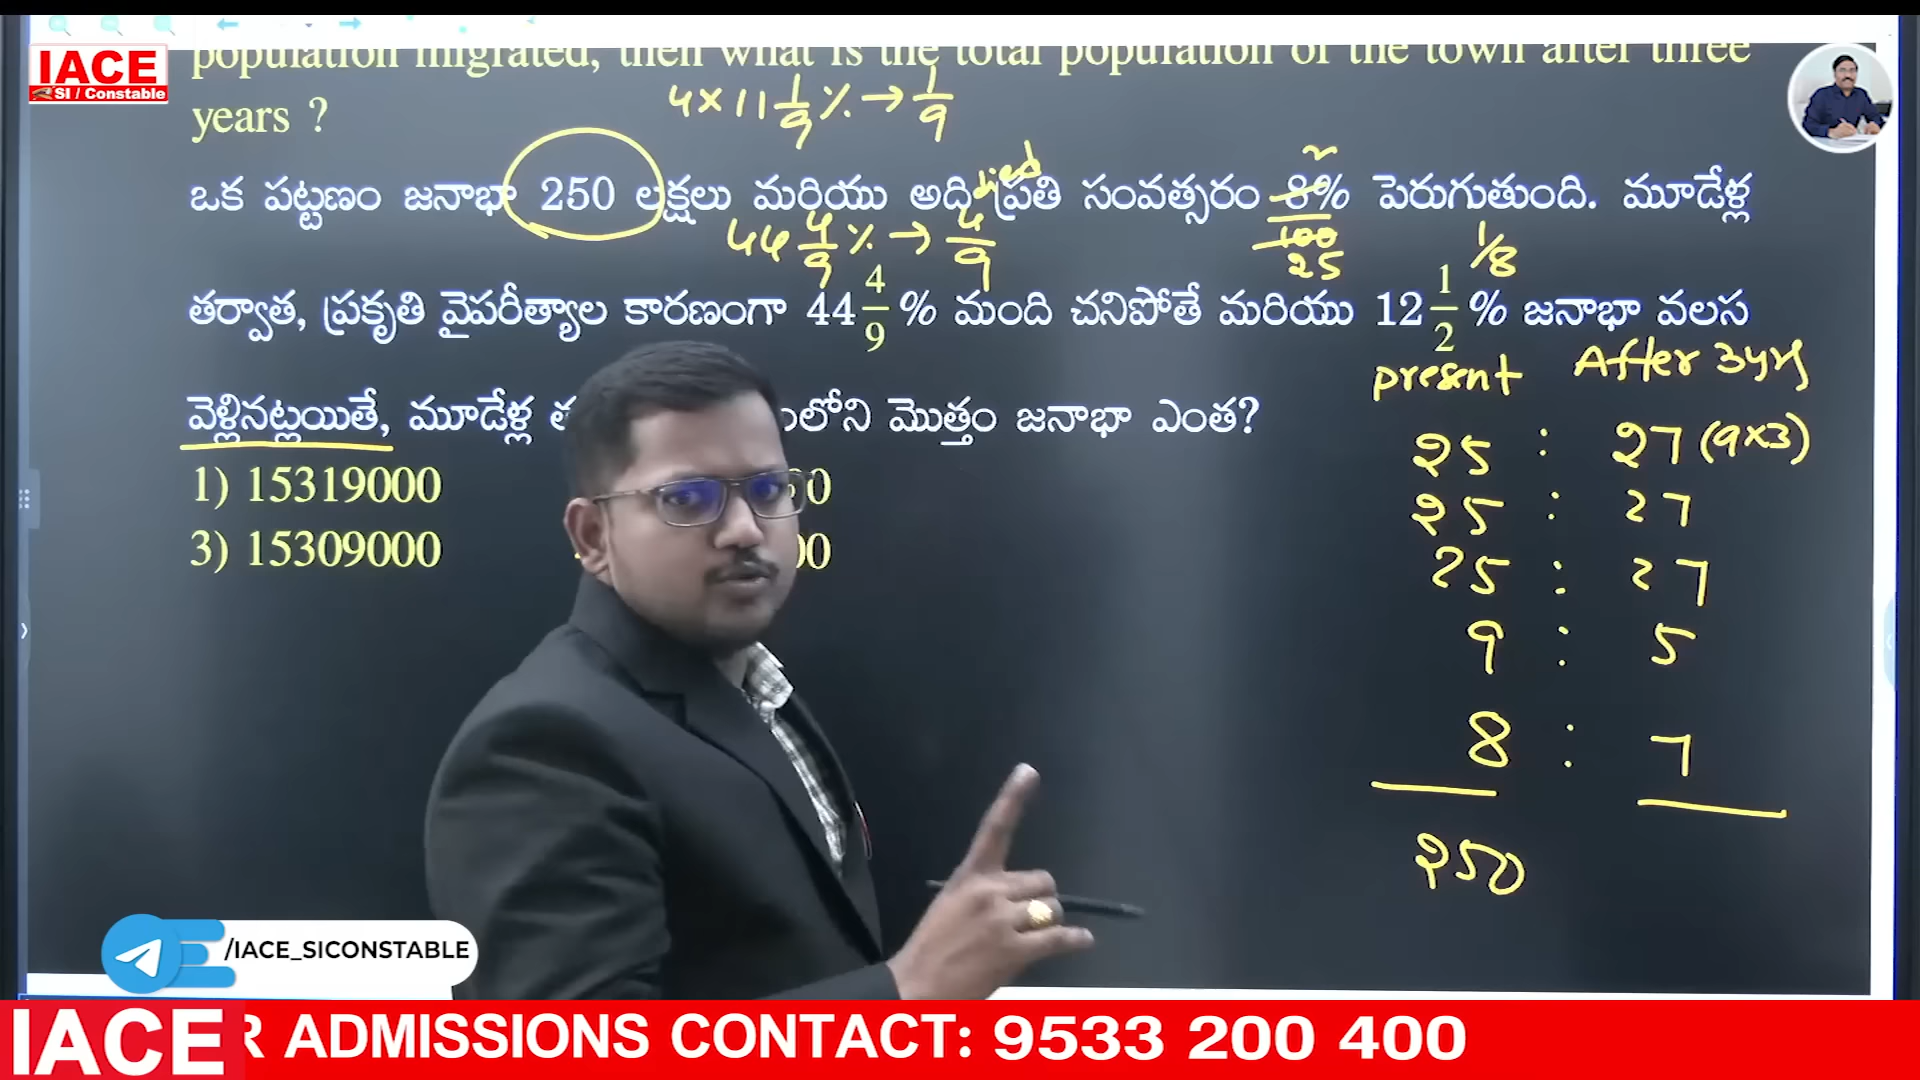 IACE
SI / Constable
population migrated, then what is the total population of the town after three
years ?
4 × 11 1/9 % → 1/9
ఒక పట్టణం జనాభా 250 లక్షలు మరియు అది ప్రతి సంవత్సరం 8% పెరుగుతుంది. మూడేళ్ల
died
2
100
25
44 4/9 % → 4/9
1/8
తర్వాత, ప్రకృతి వైపరీత్యాల కారణంగా 44 4/9 % మంది చనిపోతే మరియు 12 1/2 % జనాభా వలస
వెళ్లినట్లయితే, మూడేళ్ల లోని మొత్తం జనాభా ఎంత?
1) 15319000
3) 15309000
present : After 3yrs
25 : 27 (9×3)
25 : 27
25 : 27
9 : 5
8 : 7
250
/IACE_SICONSTABLE
IACE
R ADMISSIONS CONTACT: 9533 200 400